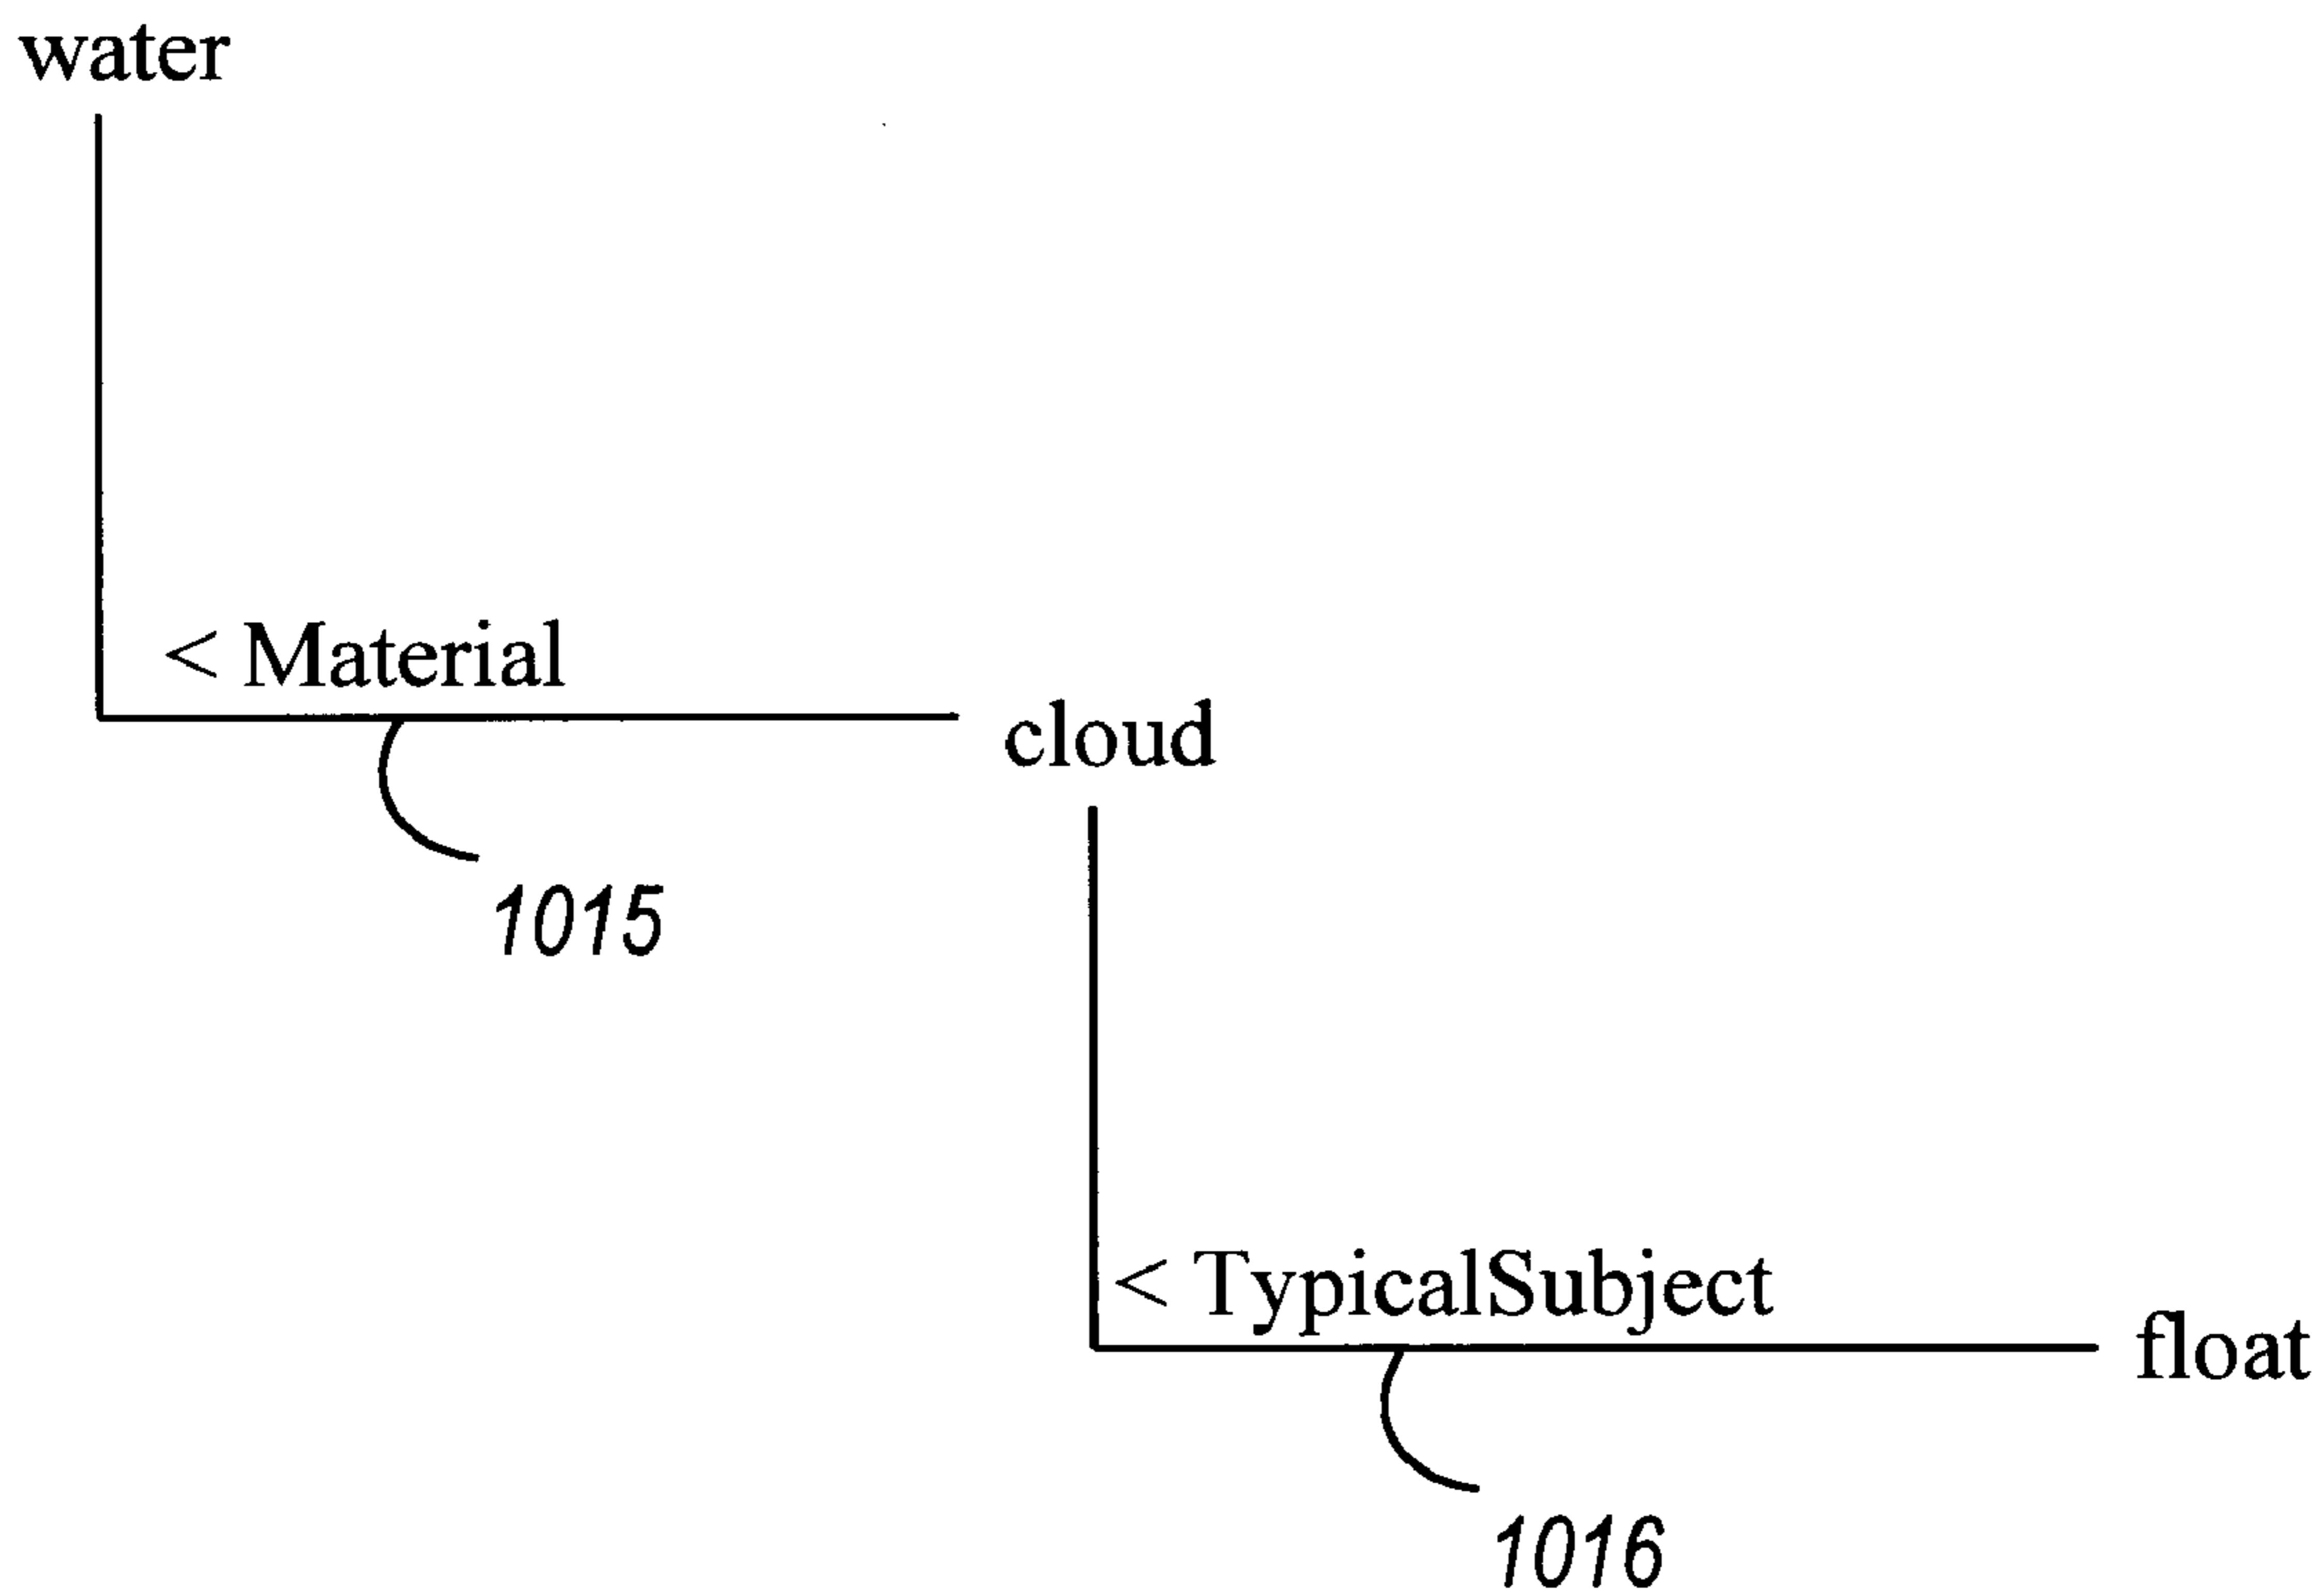 water
< Material
cloud
1015
< TypicalSubject
float
1016